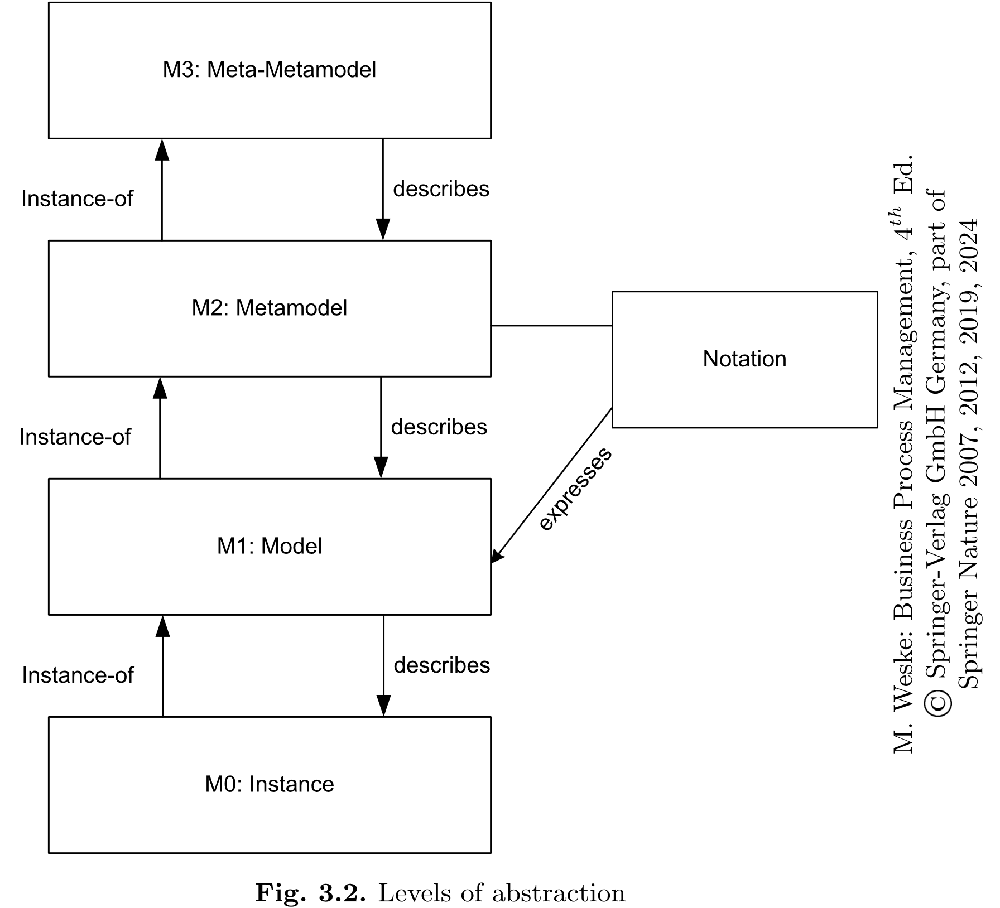 M3: Meta-Metamodel
Instance-of
describes
M2: Metamodel
Notation
Instance-of
describes
expresses
M1: Model
Instance-of
describes
M0: Instance
Fig. 3.2. Levels of abstraction
M. Weske: Business Process Management, 4th Ed.
© Springer-Verlag GmbH Germany, part of
Springer Nature 2007, 2012, 2019, 2024